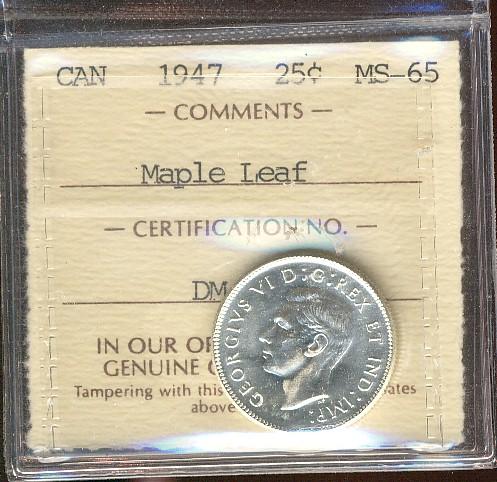 CAN 1947 25¢ MS-65
— COMMENTS —
Maple Leaf
— CERTIFICATION NO. —
DM
IN OUR OP
GENUINE
Tampering with this ates
above
GEORGIVS VI D:G:REX ET IND:IMP: